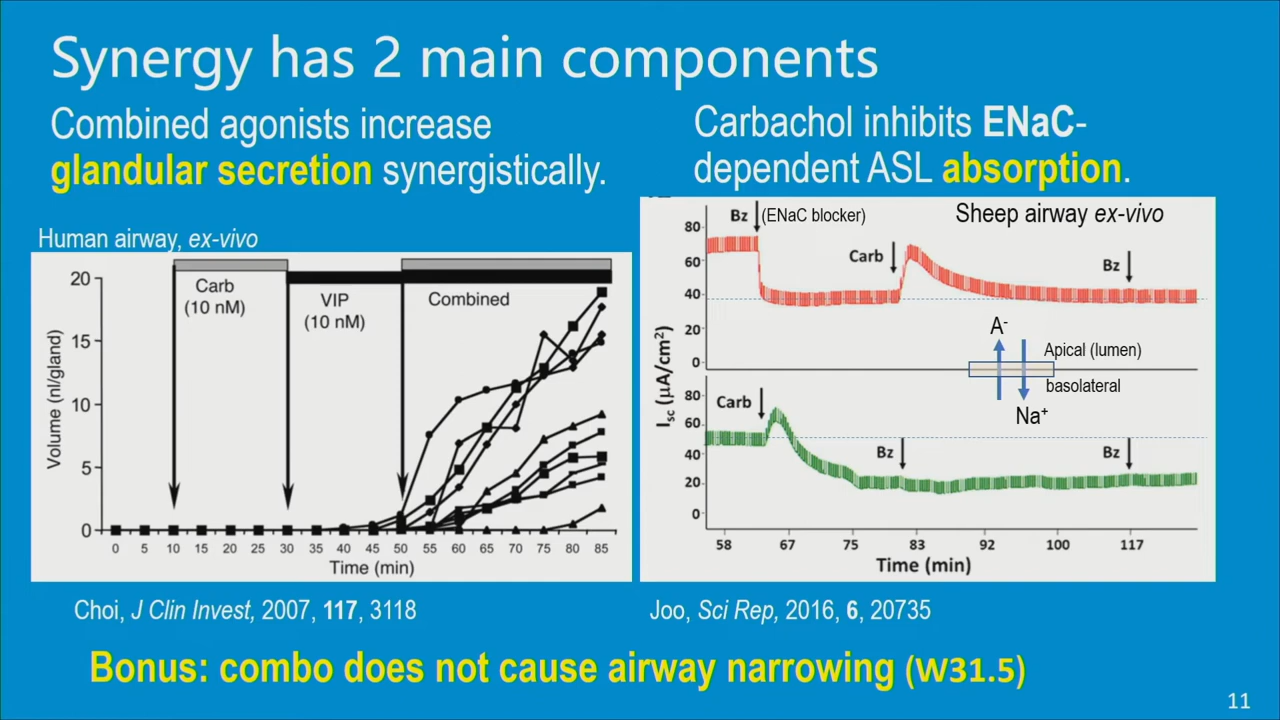 Synergy has 2 main components
Combined agonists increase
glandular secretion synergistically.
Human airway, ex-vivo
Carb
(10 nM)
VIP
(10 nM)
Combined
Volume (nl/gland)
20
15
10
5
0
0 5 10 15 20 25 30 35 40 45 50 55 60 65 70 75 80 85
Time (min)
Choi, J Clin Invest, 2007, 117, 3118
Carbachol inhibits ENaC-
dependent ASL absorption.
Bz (ENaC blocker)
Sheep airway ex-vivo
Carb
Bz
80
60
40
20
0
A-
Apical (lumen)
basolateral
Na+
Isc (μA/cm2)
Carb
Bz
Bz
80
60
40
20
0
58 67 75 83 92 100 117
Time (min)
Joo, Sci Rep, 2016, 6, 20735
Bonus: combo does not cause airway narrowing (W31.5)
11